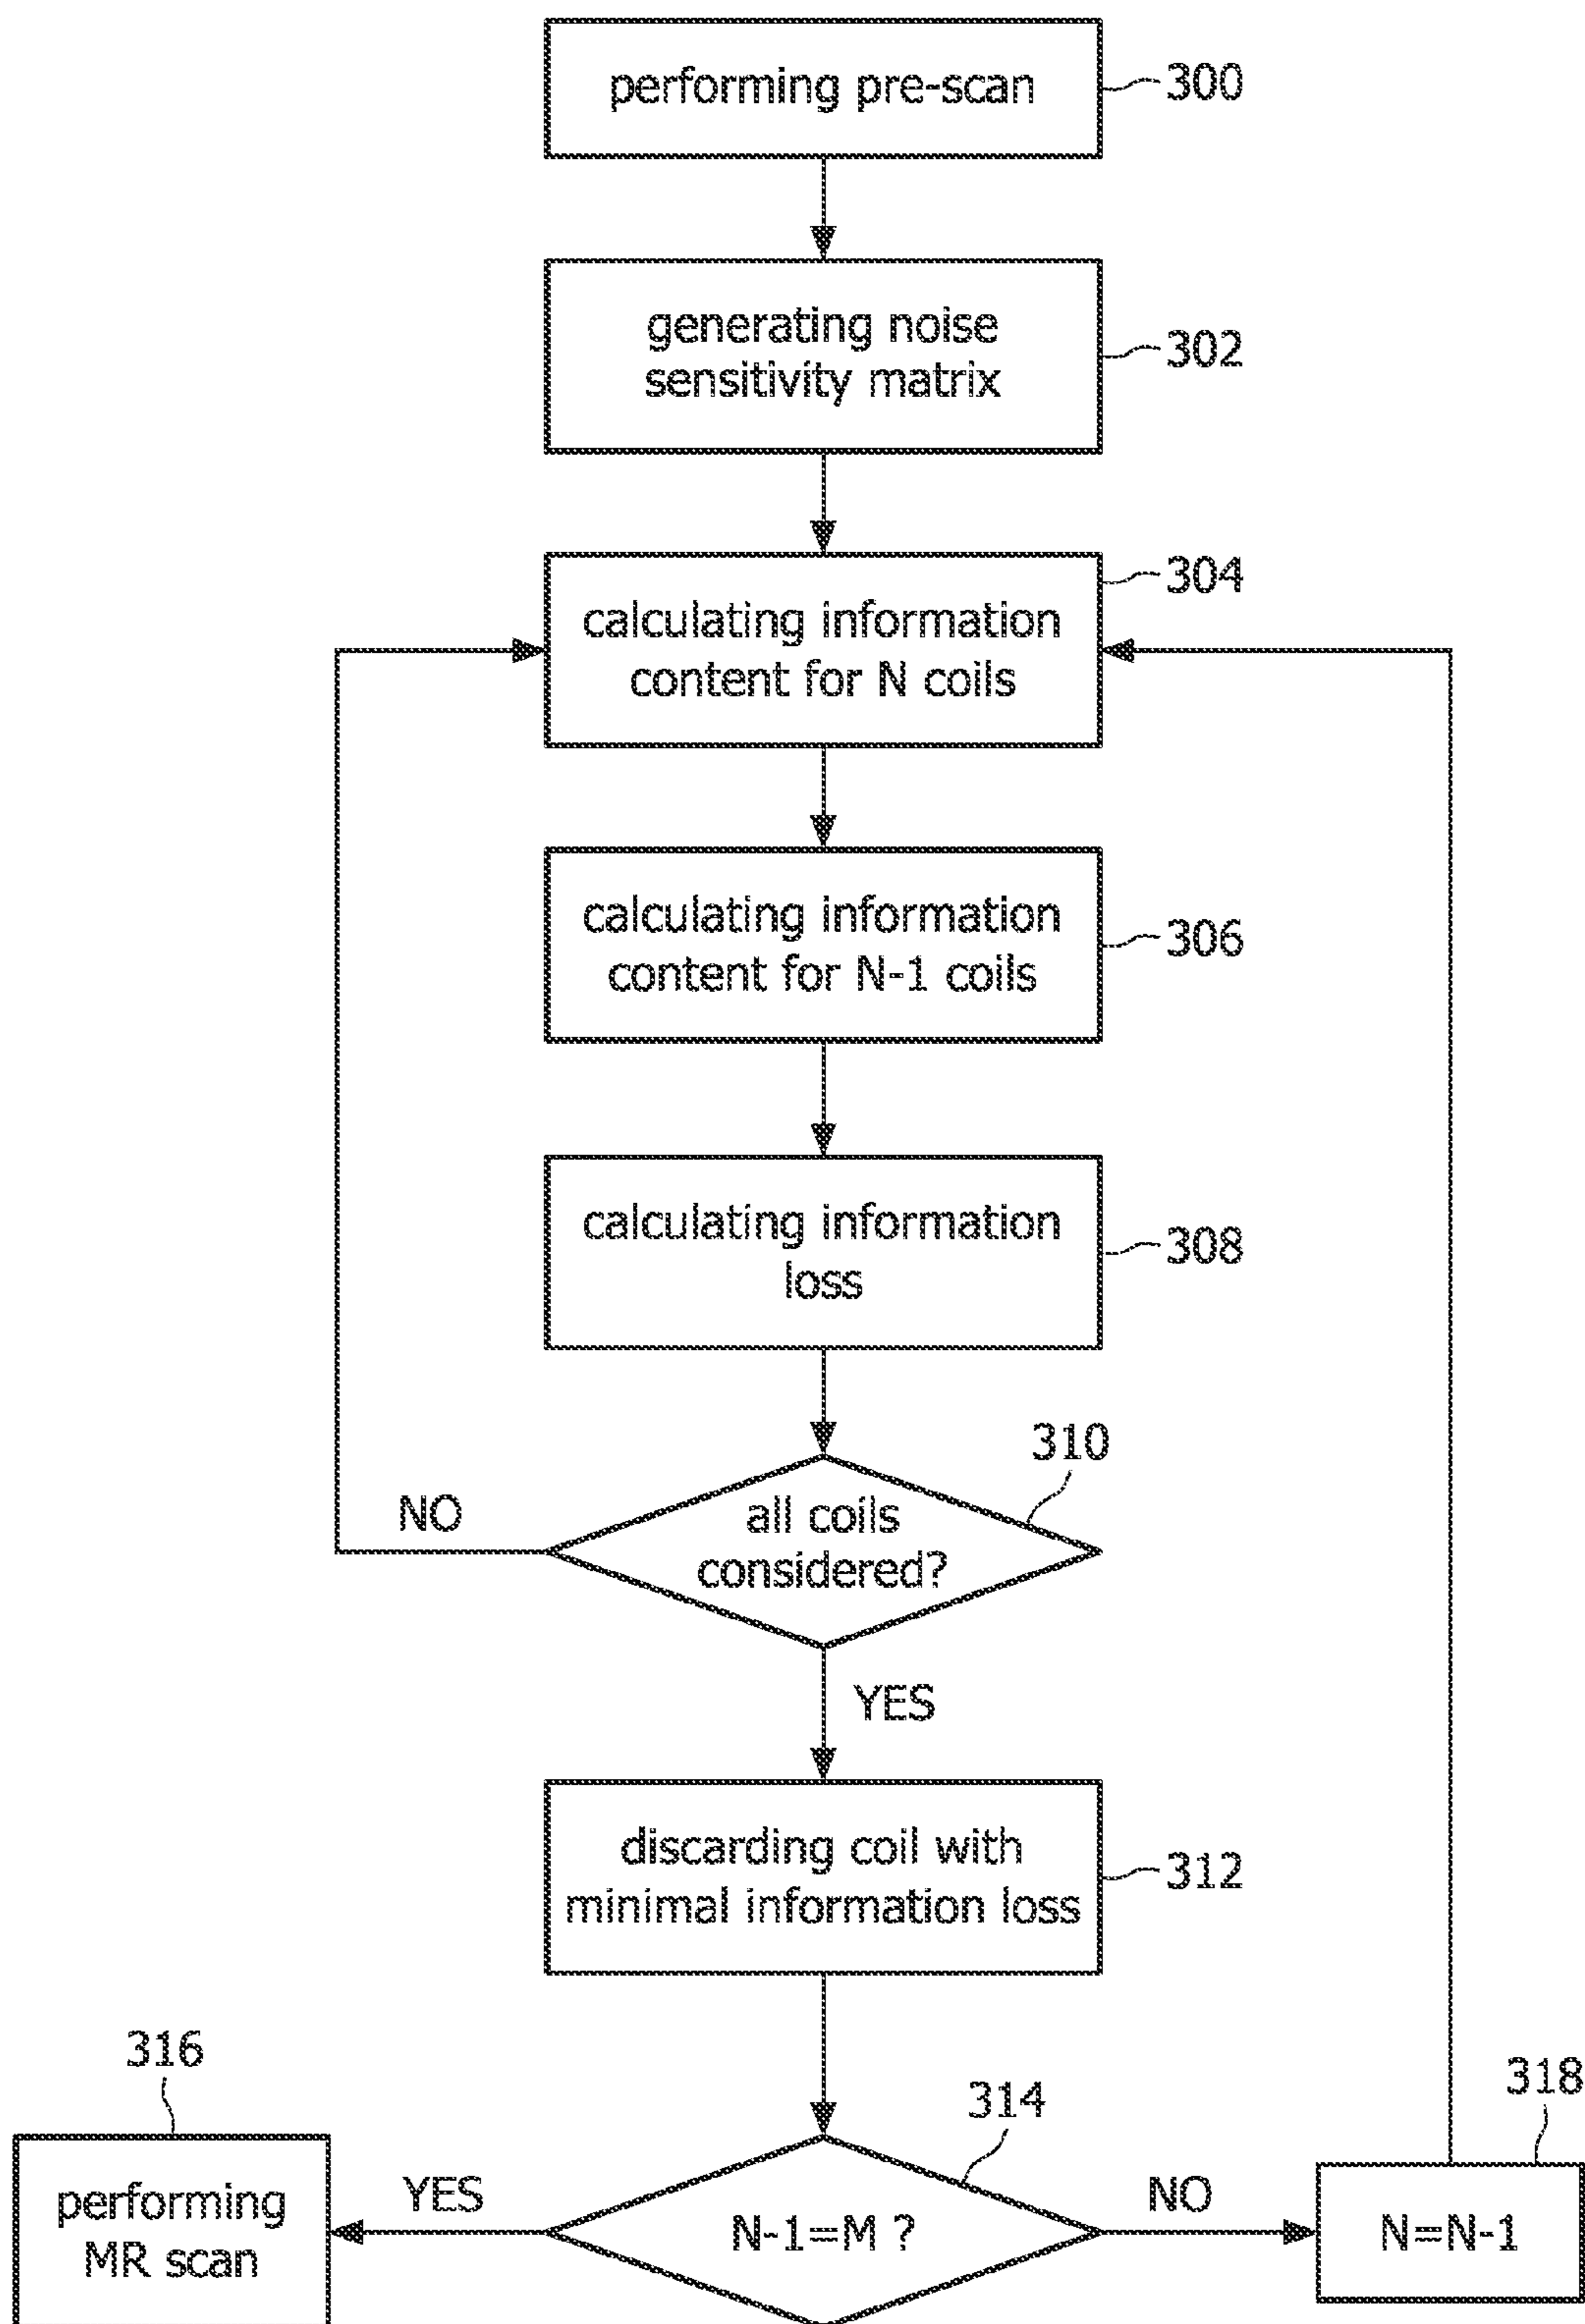 performing pre-scan
300
generating noise
sensitivity matrix
302
304
calculating information
content for N coils
calculating information
content for N-1 coils
306
calculating information
loss
308
310
all coils
considered?
NO
YES
discarding coil with
minimal information loss
312
316
314
318
performing
MR scan
YES
N-1=M ?
NO
N=N-1